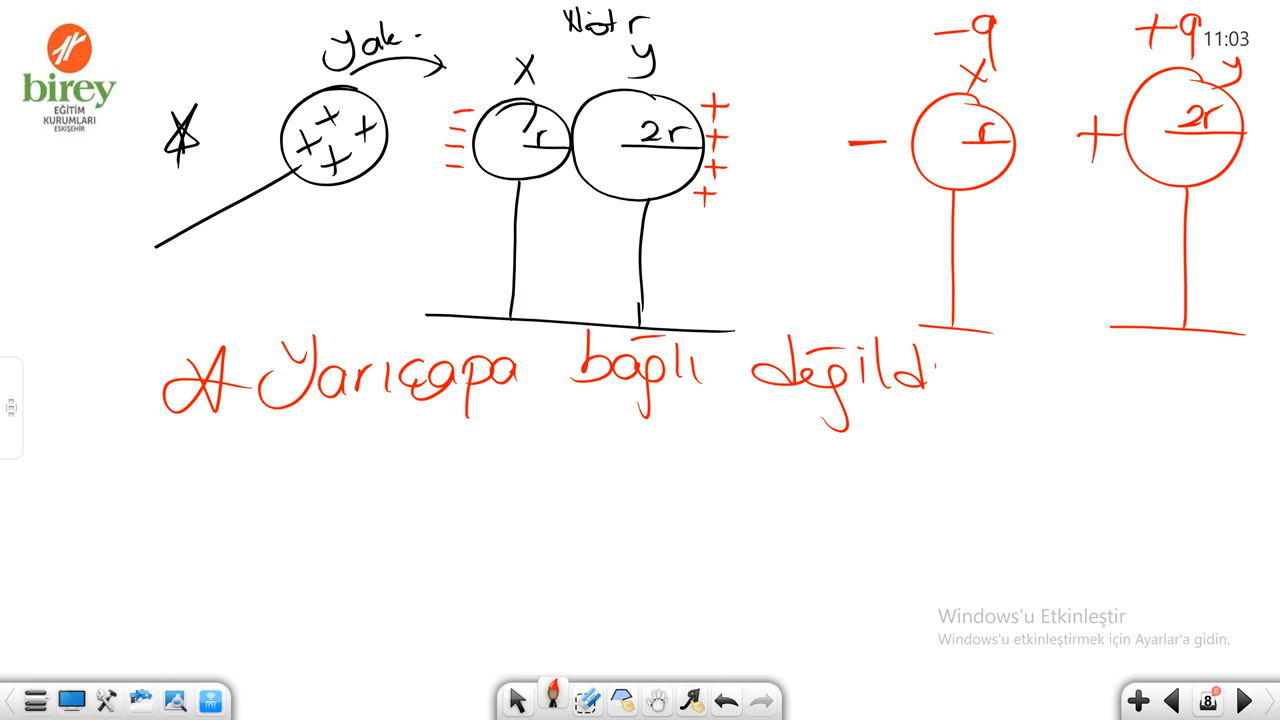 birey
EĞİTİM
KURUMLARI
ESKİŞEHİR
yak.
Nötr
x
y
r
2r
-q
x
r
+q
y
2r
11:03
Yarıçapa bağlı değild
Windows'u Etkinleştir
Windows'u etkinleştirmek için Ayarlar'a gidin.
8